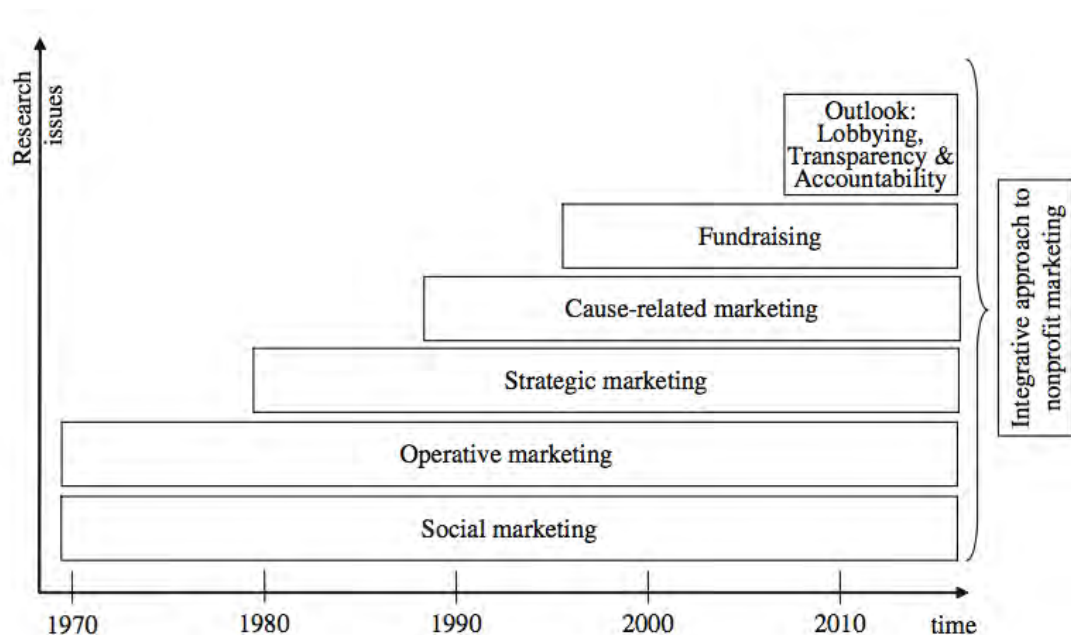 Research
issues
Outlook:
Lobbying,
Transparency &
Accountability
Fundraising
Cause-related marketing
Strategic marketing
Operative marketing
Social marketing
Integrative approach to
nonprofit marketing
1970 1980 1990 2000 2010 time